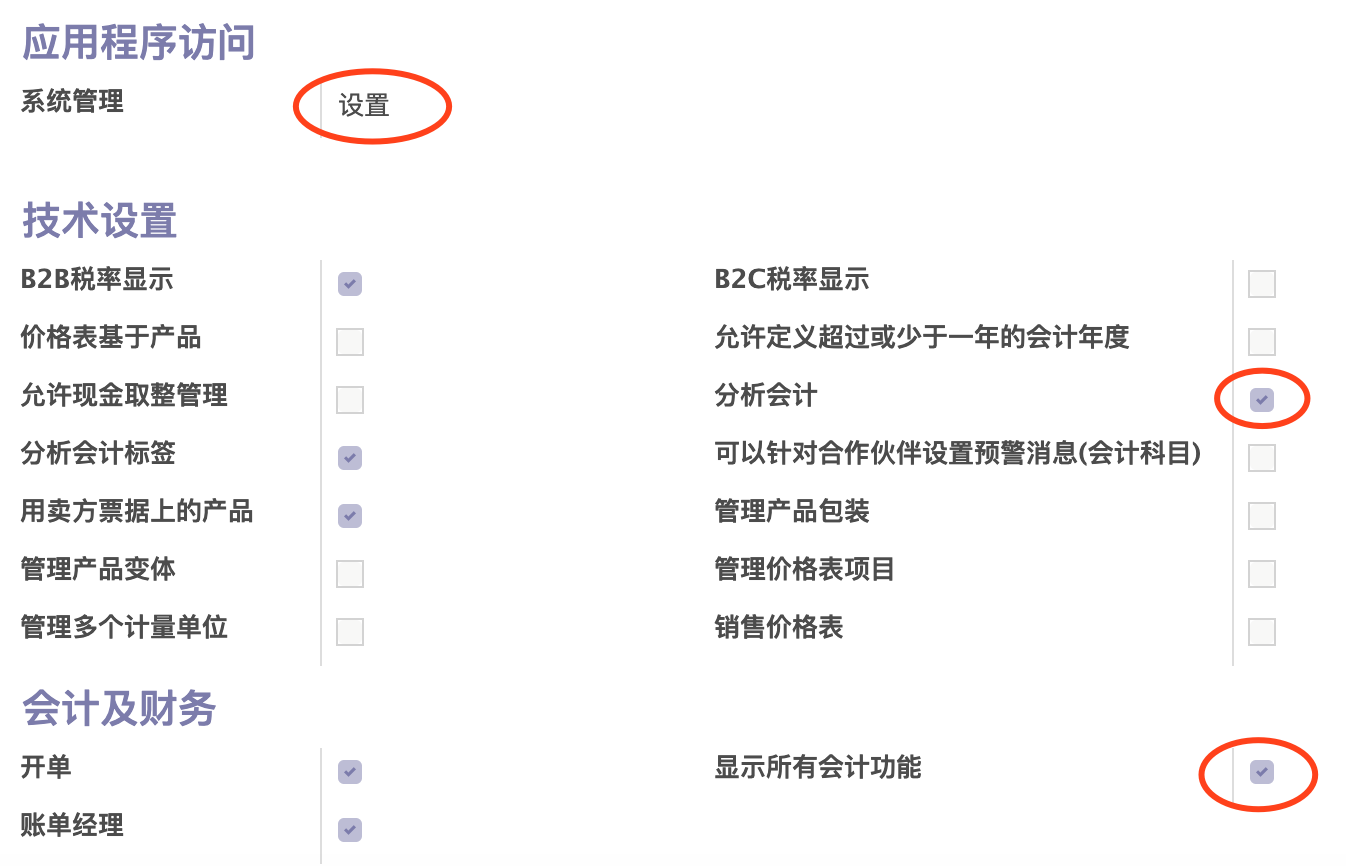 应用程序访问
系统管理 设置
技术设置
B2B税率显示 B2C税率显示
价格表基于产品 允许定义超过或少于一年的会计年度
允许现金取整管理 分析会计
分析会计标签 可以针对合作伙伴设置预警消息(会计科目)
用卖方票据上的产品 管理产品包装
管理产品变体 管理价格表项目
管理多个计量单位 销售价格表
会计及财务
开单 显示所有会计功能
账单经理